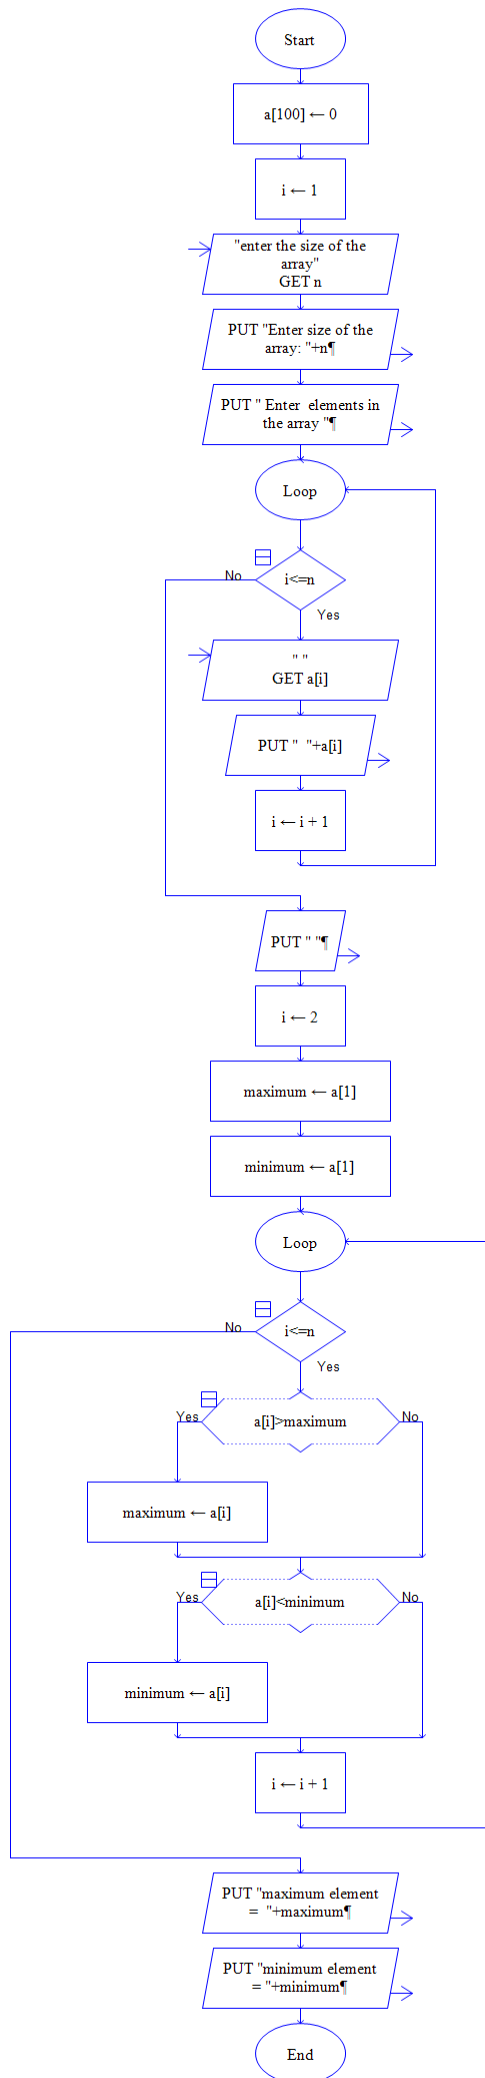 Start
a[100] ← 0
i ← 1
"enter the size of the
array"
GET n
PUT "Enter size of the
array: "+n¶
PUT " Enter  elements in
the array "¶
Loop
i<=n
No
Yes
" "
GET a[i]
PUT "  "+a[i]
i ← i + 1
PUT " "¶
i ← 2
maximum ← a[1]
minimum ← a[1]
Loop
i<=n
No
Yes
a[i]>maximum
Yes
No
maximum ← a[i]
a[i]<minimum
Yes
No
minimum ← a[i]
i ← i + 1
PUT "maximum element
=  "+maximum¶
PUT "minimum element
= "+minimum¶
End